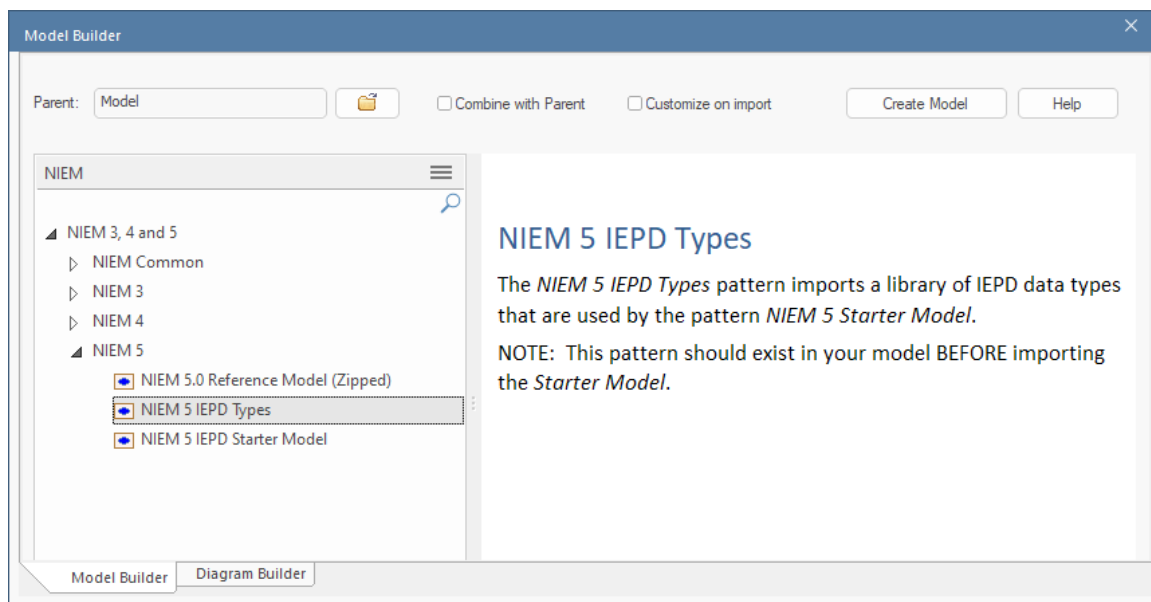 Model Builder
Parent: Model Combine with Parent Customize on import Create Model Help
NIEM
NIEM 3, 4 and 5
NIEM Common
NIEM 3
NIEM 4
NIEM 5
NIEM 5.0 Reference Model (Zipped)
NIEM 5 IEPD Types
NIEM 5 IEPD Starter Model
NIEM 5 IEPD Types
The NIEM 5 IEPD Types pattern imports a library of IEPD data types
that are used by the pattern NIEM 5 Starter Model.
NOTE: This pattern should exist in your model BEFORE importing
the Starter Model.
Model Builder Diagram Builder